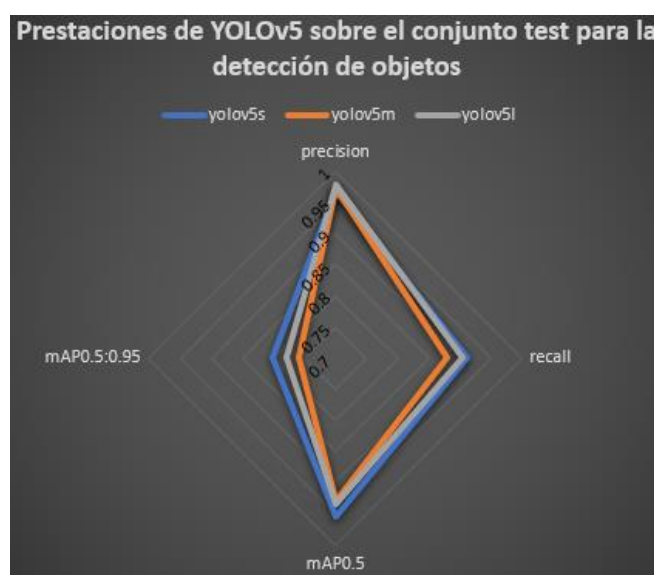 Prestaciones de YOLOv5 sobre el conjunto test para la
detección de objetos
yolov5s yolov5m yolov5l
precision
1
0.95
0.9
0.85
0.8
0.75
0.7
mAP0.5:0.95
recall
mAP0.5